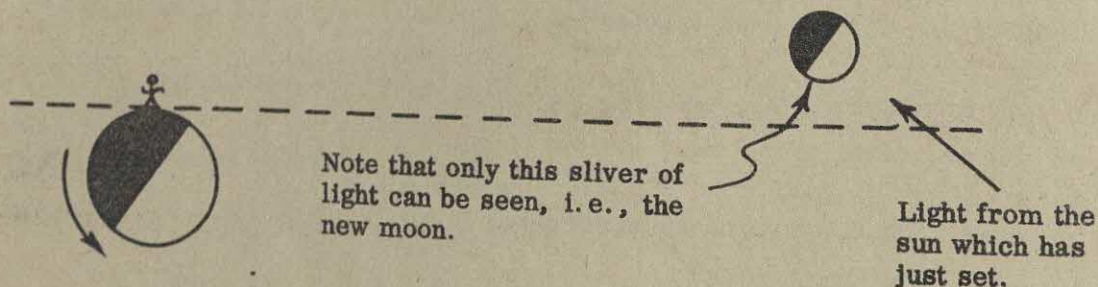 Note that only this sliver of
light can be seen, i.e., the
new moon.
Light from the
sun which has
just set.